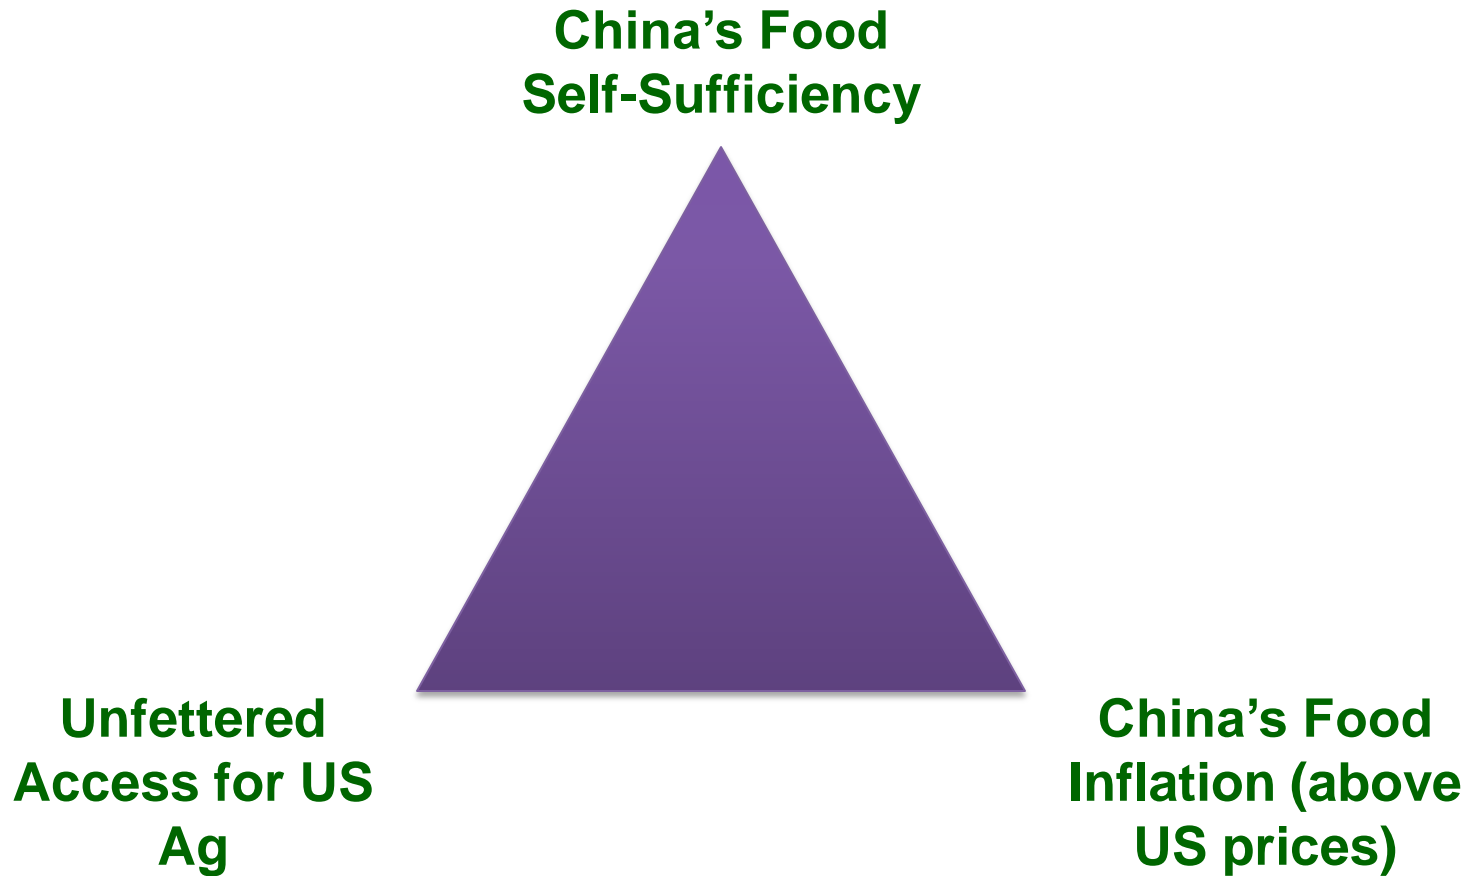 China’s Food
Self-Sufficiency
Unfettered
Access for US
Ag
China’s Food
Inflation (above
US prices)